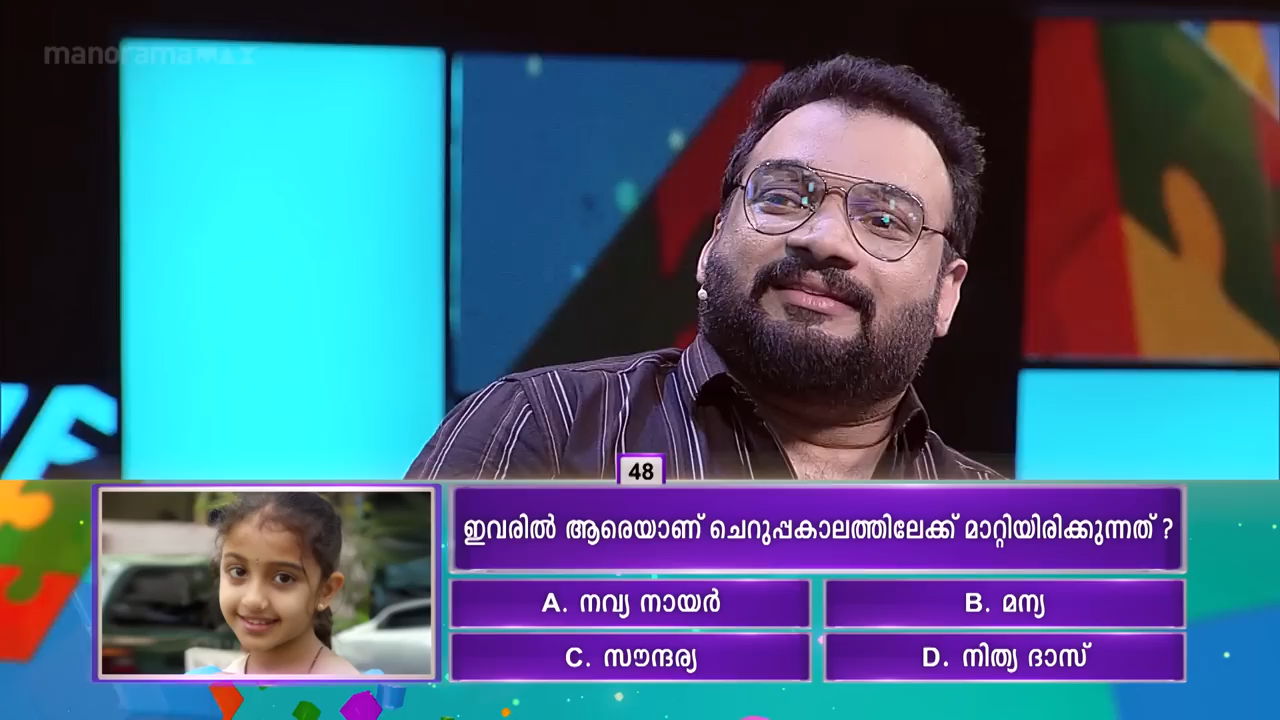 manorama MAX
48
ഇവരിൽ ആരെയാണ് ചെറുപ്പകാലത്തിലേക്ക് മാറ്റിയിരിക്കുന്നത് ?
A. നവ്യ നായർ
B. മന്യ
C. സൗന്ദര്യ
D. നിത്യ ദാസ്